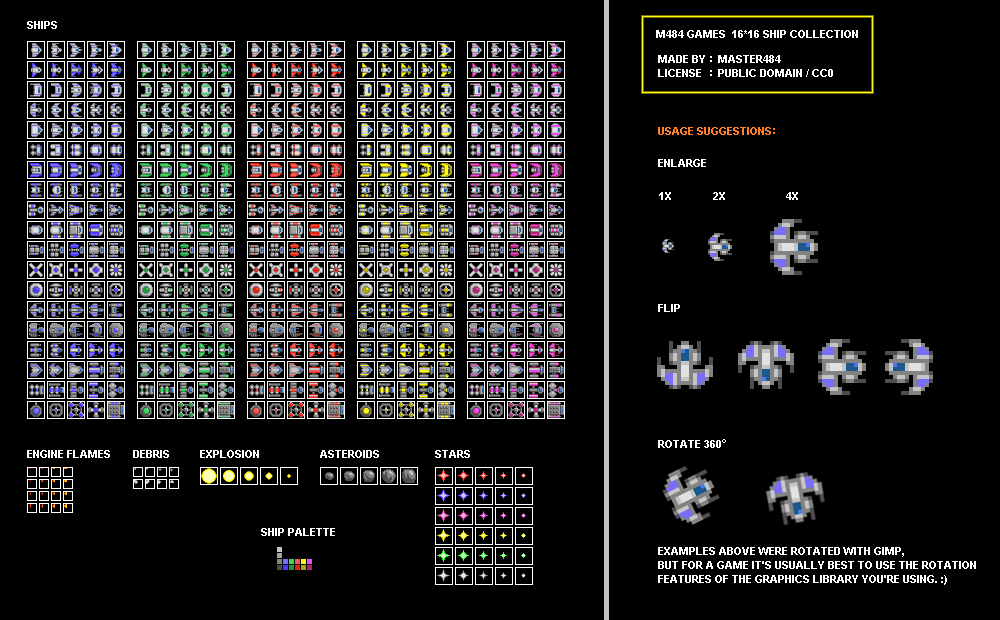 SHIPS
ENGINE FLAMES
DEBRIS
EXPLOSION
ASTEROIDS
STARS
SHIP PALETTE
M484 GAMES 16*16 SHIP COLLECTION
MADE BY : MASTER484
LICENSE : PUBLIC DOMAIN / CC0
USAGE SUGGESTIONS:
ENLARGE
1X 2X 4X
FLIP
ROTATE 360°
EXAMPLES ABOVE WERE ROTATED WITH GIMP,
BUT FOR A GAME IT'S USUALLY BEST TO USE THE ROTATION
FEATURES OF THE GRAPHICS LIBRARY YOU'RE USING. :)